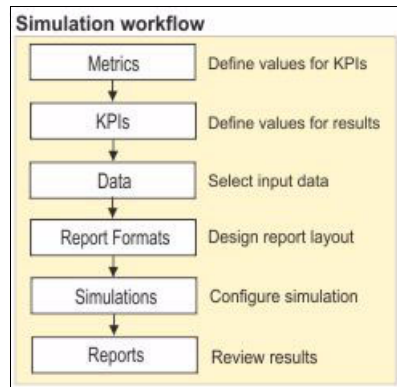 Simulation workflow
Metrics Define values for KPIs
KPIs Define values for results
Data Select input data
Report Formats Design report layout
Simulations Configure simulation
Reports Review results